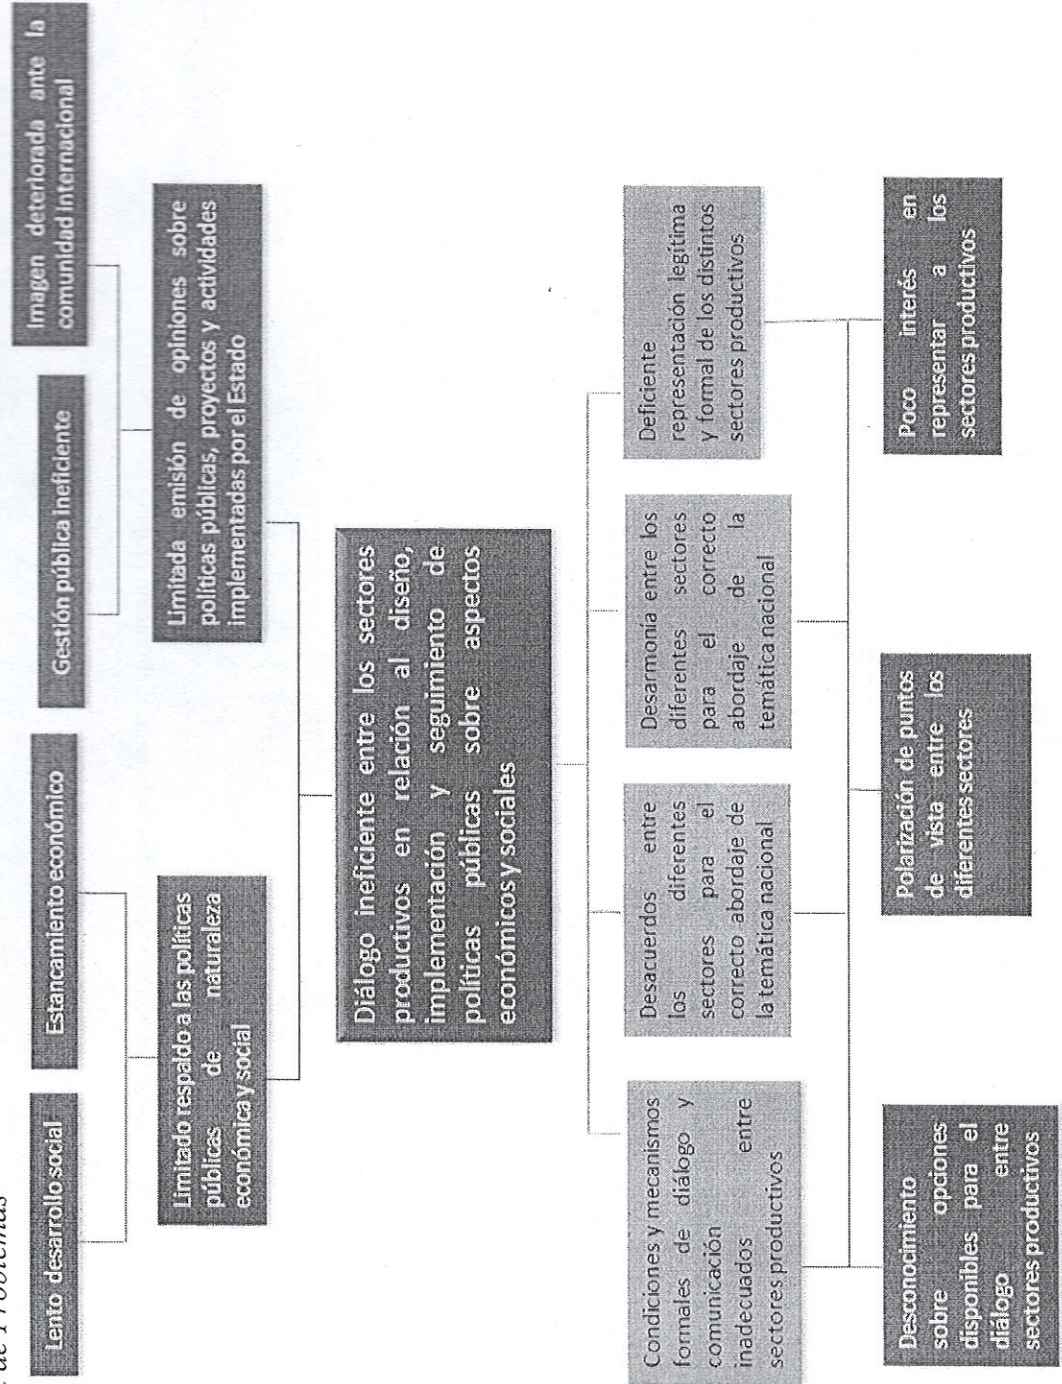 de Problemas
Lento desarrollo social
Estancamiento económico
Gestión pública ineficiente
Imagen deteriorada ante la
comunidad Internacional
Limitado respaldo a las políticas
públicas de naturaleza
económica y social
Limitada emisión de opiniones sobre
políticas públicas, proyectos y actividades
implementadas por el Estado
Diálogo ineficiente entre los sectores
productivos en relación al diseño,
implementación y seguimiento de
políticas públicas sobre aspectos
económicos y sociales
Condiciones y mecanismos
formales de diálogo y
comunicación
inadecuados entre
sectores productivos
Desacuerdos entre
los diferentes
sectores para el
correcto abordaje de
la temática nacional
Desarmonía entre los
diferentes sectores
para el correcto
abordaje de la
temática nacional
Deficiente
representación legítima
y formal de los distintos
sectores productivos
Desconocimiento
sobre opciones
disponibles para el
diálogo entre
sectores productivos
Polarización de puntos
de vista entre los
diferentes sectores
Poco interés en
representar a los
sectores productivos